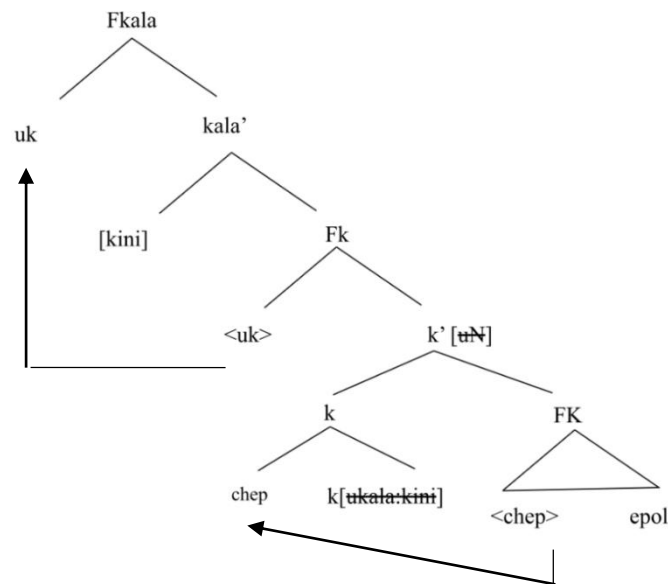 Fkala
uk
kala’
[kini]
Fk
<uk>
k’ [uN]
k
FK
chep
k[ukala:kini]
<chep>
epol